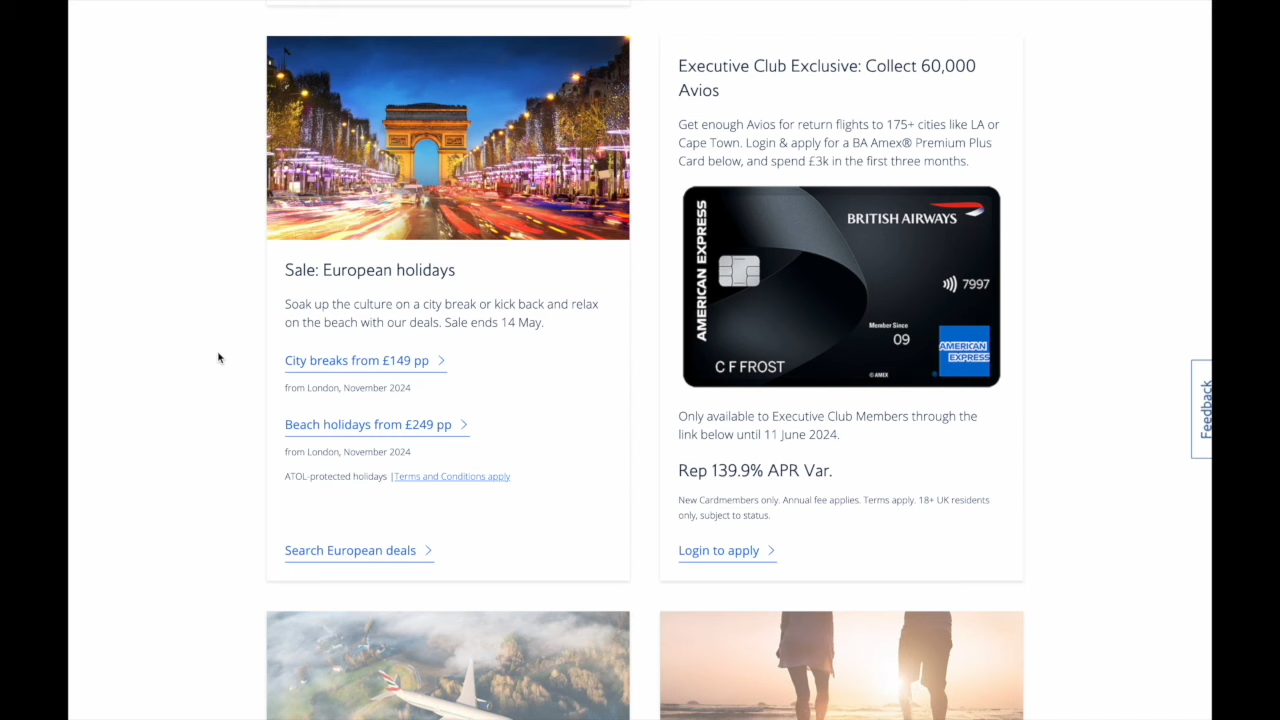 Sale: European holidays
Soak up the culture on a city break or kick back and relax
on the beach with our deals. Sale ends 14 May.
City breaks from £149 pp
from London, November 2024
Beach holidays from £249 pp
from London, November 2024
ATOL-protected holidays |Terms and Conditions apply
Search European deals
Executive Club Exclusive: Collect 60,000
Avios
Get enough Avios for return flights to 175+ cities like LA or
Cape Town. Login & apply for a BA Amex® Premium Plus
Card below, and spend £3k in the first three months.
AMERICAN EXPRESS
BRITISH AIRWAYS
7997
Member Since
09
AMERICAN
EXPRESS
C F FROST
© AMEX
Only available to Executive Club Members through the
link below until 11 June 2024.
Rep 139.9% APR Var.
New Cardmembers only. Annual fee applies. Terms apply. 18+ UK residents
only, subject to status.
Login to apply
Feedback